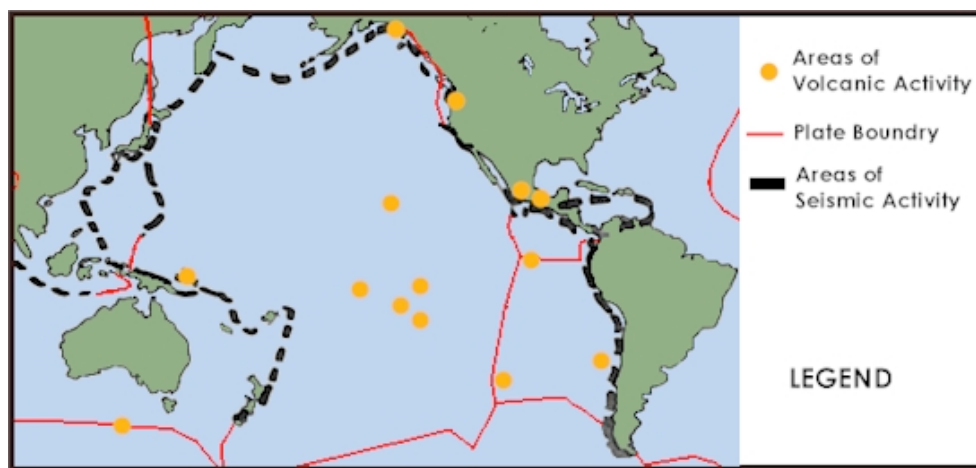 Areas of
Volcanic Activity
Plate Boundry
Areas of
Seismic Activity
LEGEND